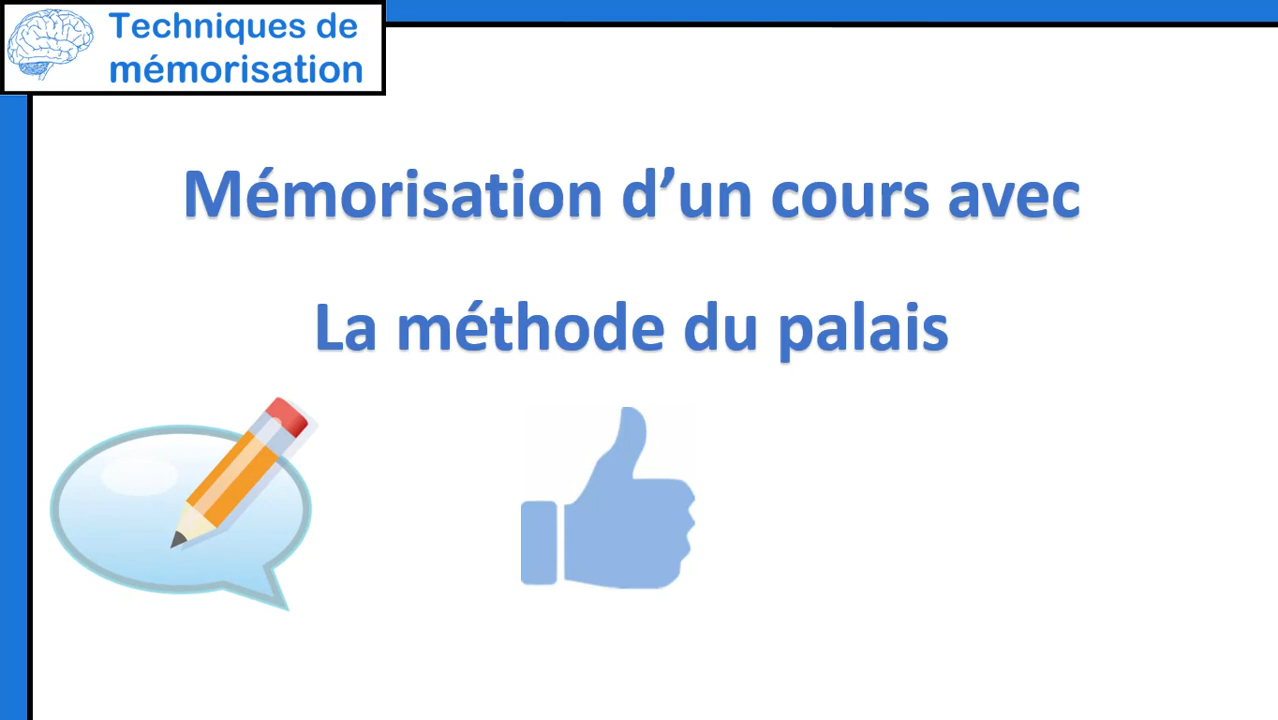 Techniques de
mémorisation
Mémorisation d’un cours avec
La méthode du palais